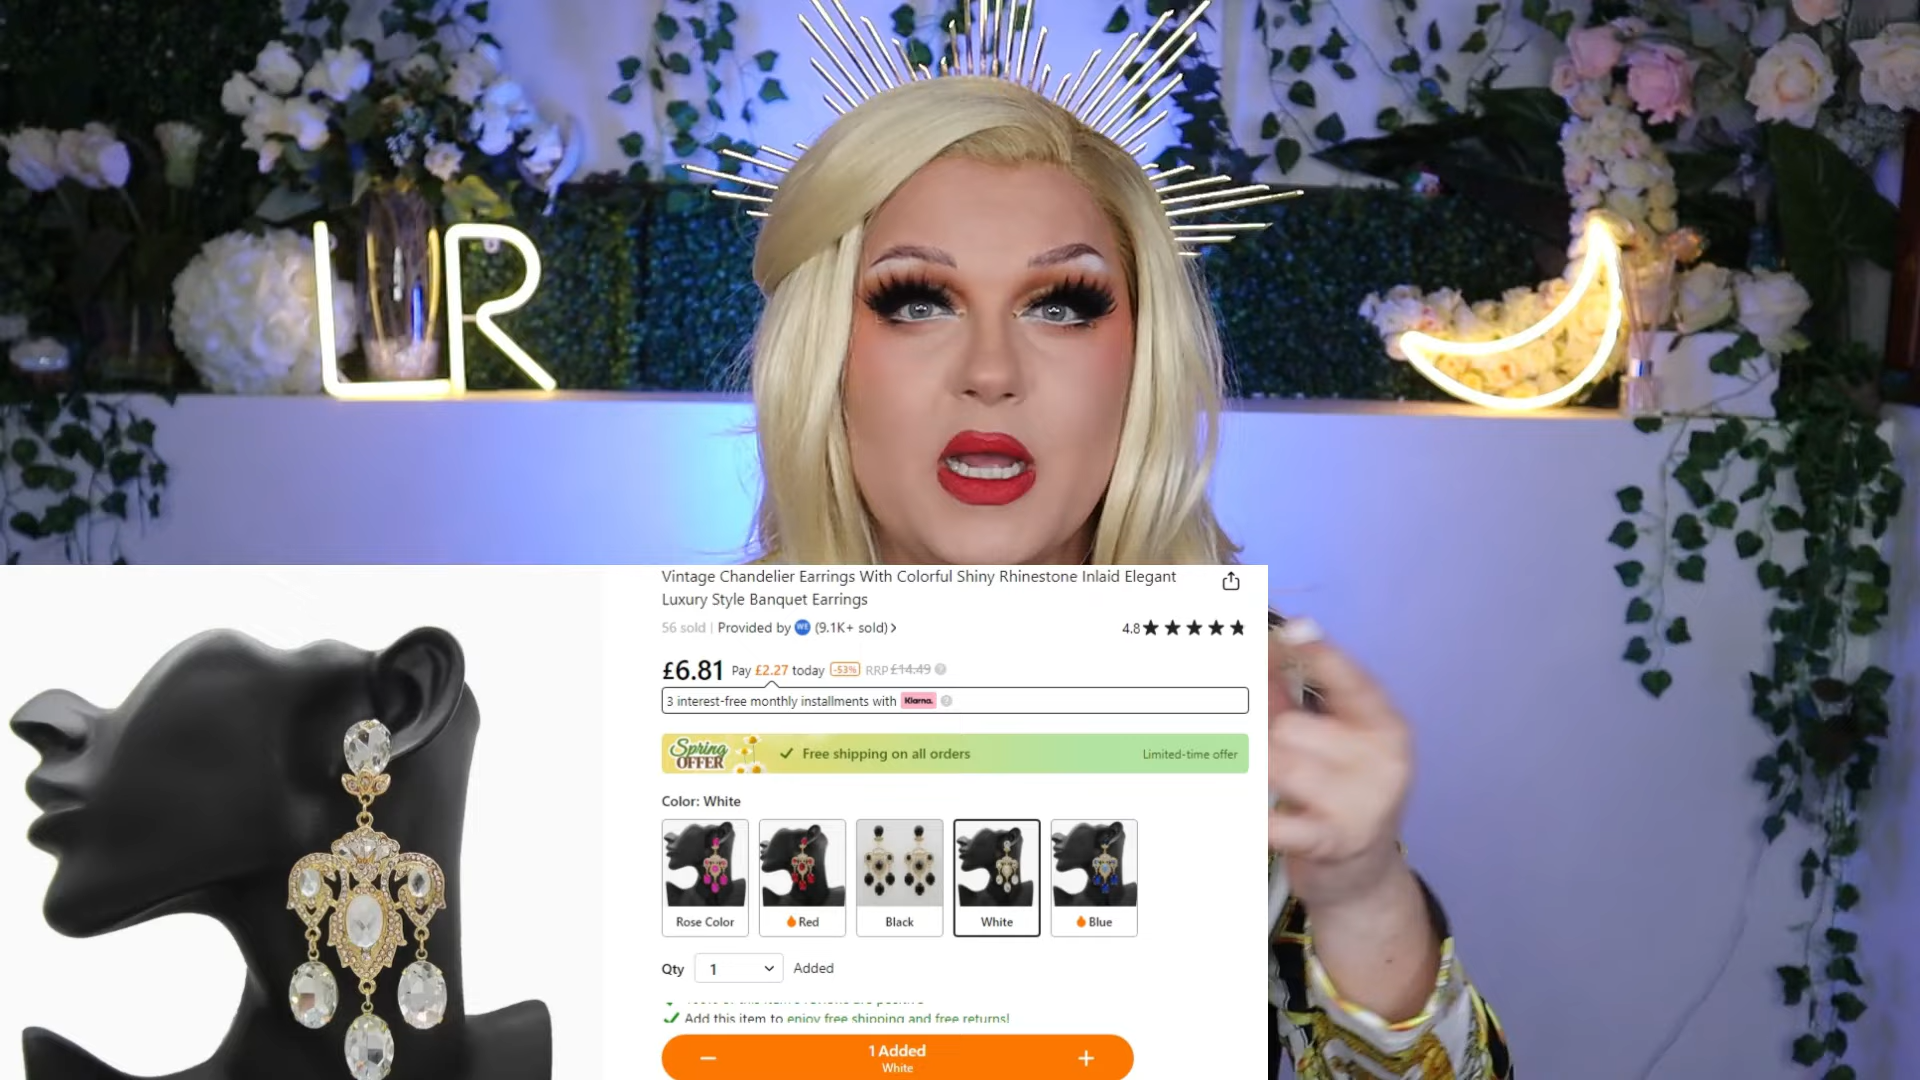 LR
Vintage Chandelier Earrings With Colorful Shiny Rhinestone Inlaid Elegant
Luxury Style Banquet Earrings
56 sold | Provided by WE (9.1K+ sold) >
4.8
£6.81 Pay £2.27 today -53% RRP £14.49 ?
3 interest-free monthly installments with Klarna. ?
Spring
OFFER
Free shipping on all orders
Limited-time offer
Color: White
Rose Color
Red
Black
White
Blue
Qty 1 Added
Add this item to enjoy free shipping and free returns!
1 Added
White